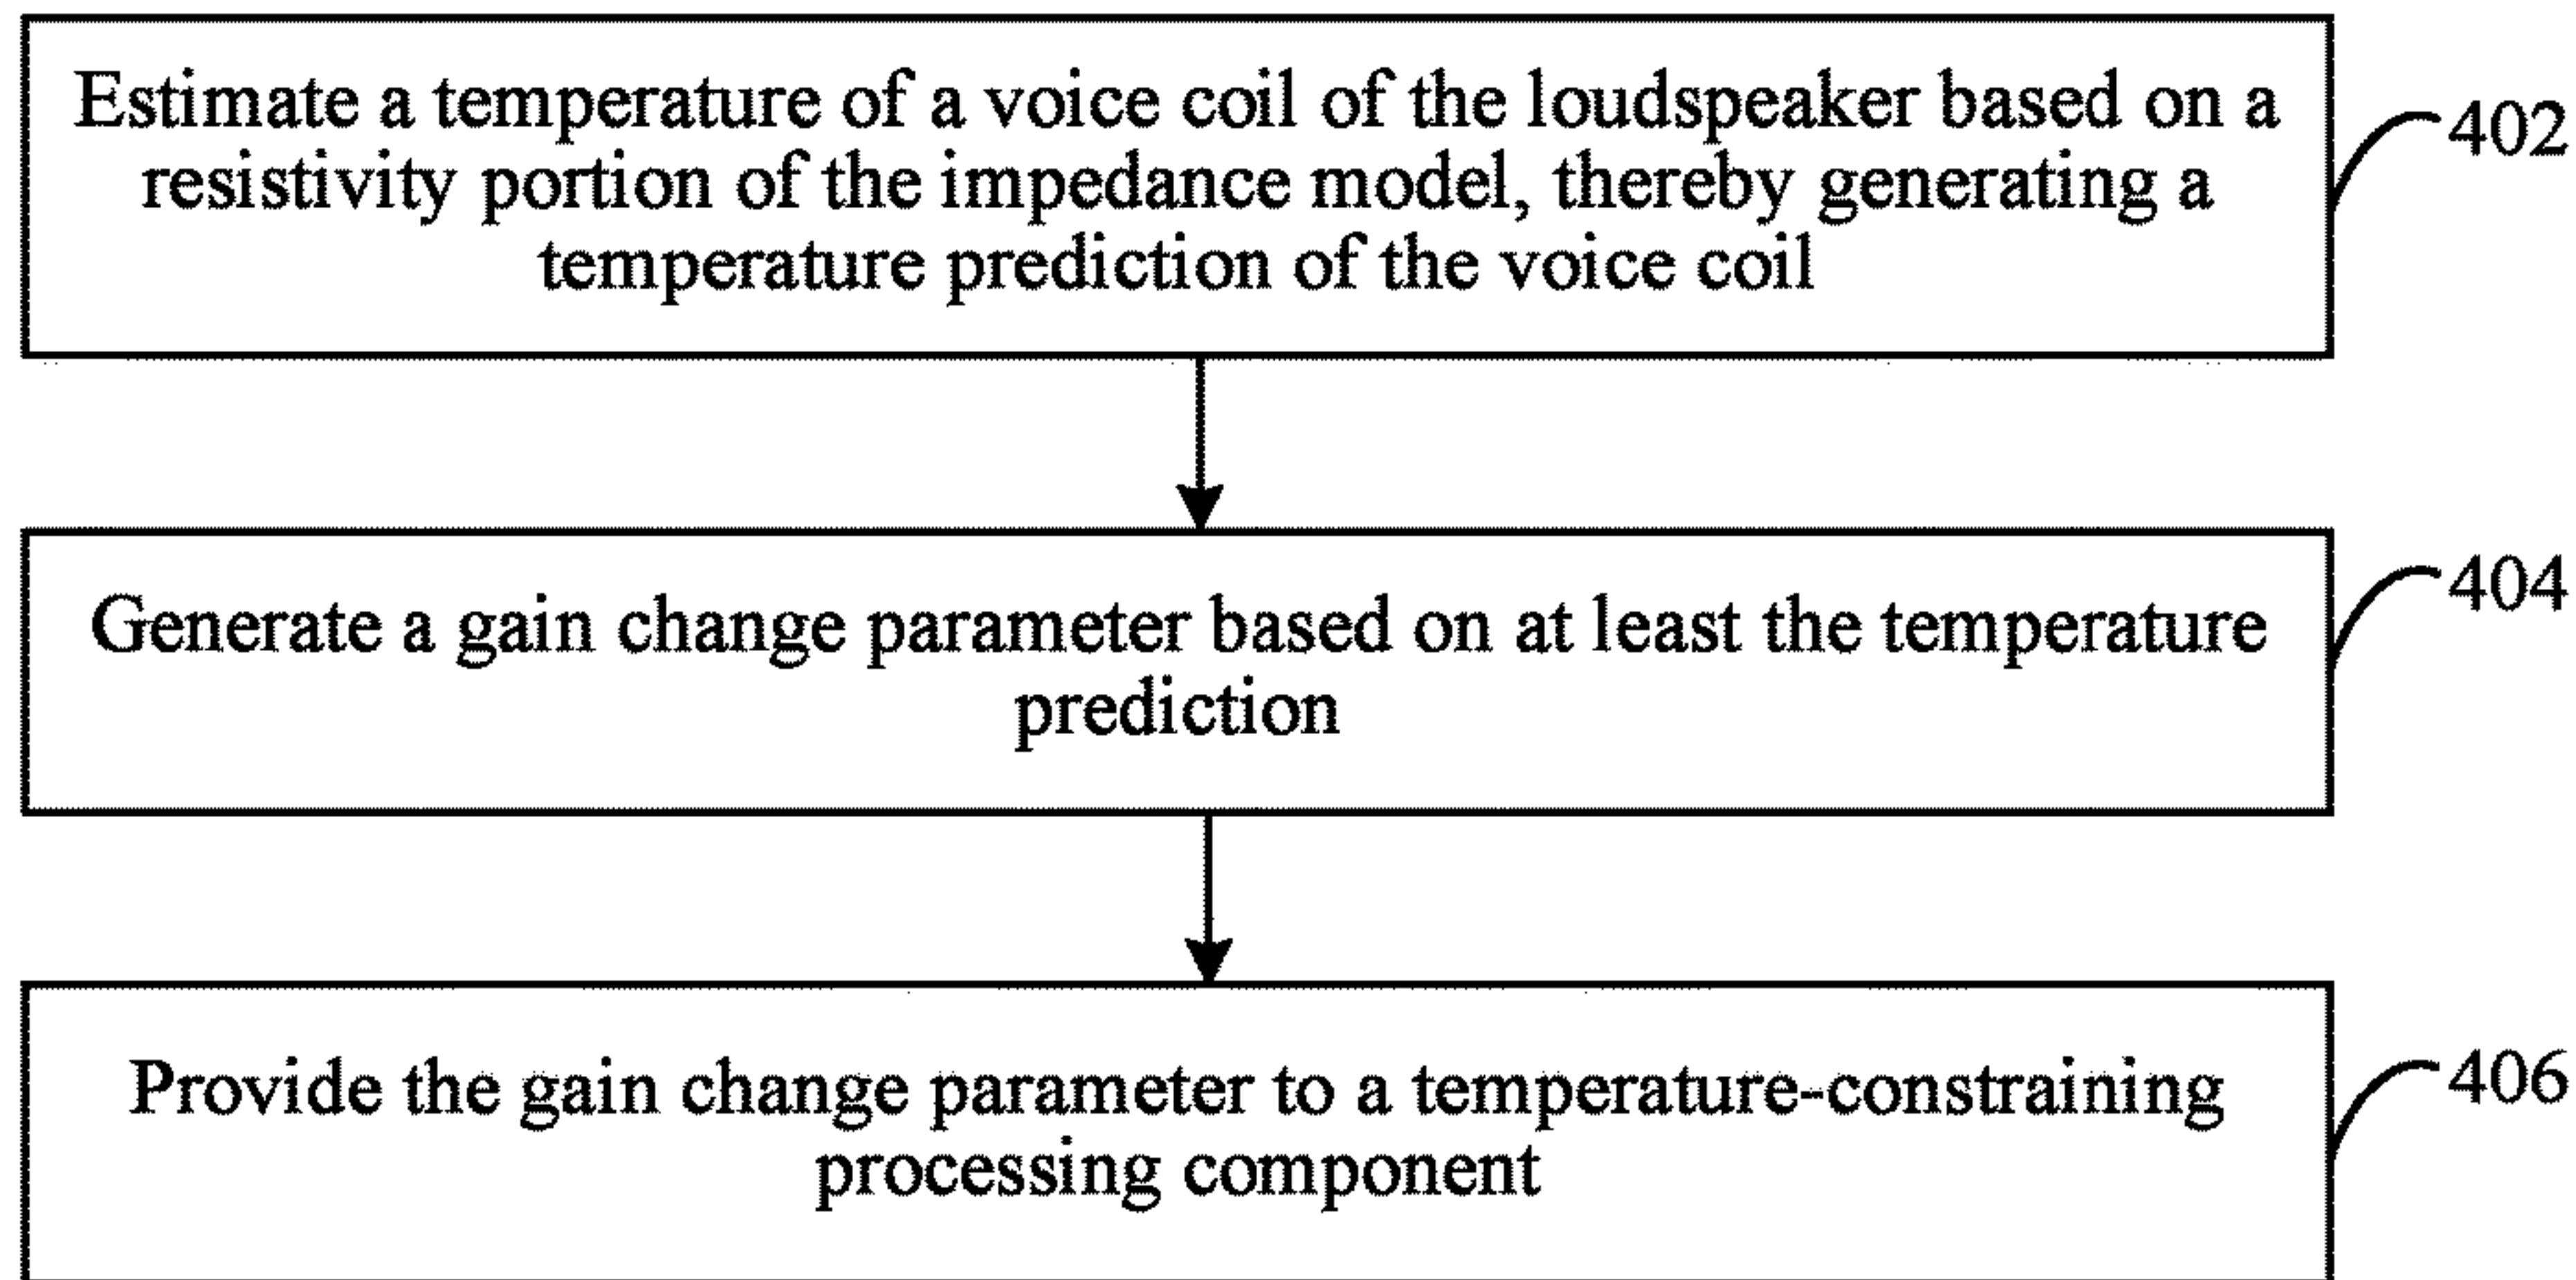 Estimate a temperature of a voice coil of the loudspeaker based on a
resistivity portion of the impedance model, thereby generating a
temperature prediction of the voice coil
402
Generate a gain change parameter based on at least the temperature
prediction
404
Provide the gain change parameter to a temperature-constraining
processing component
406